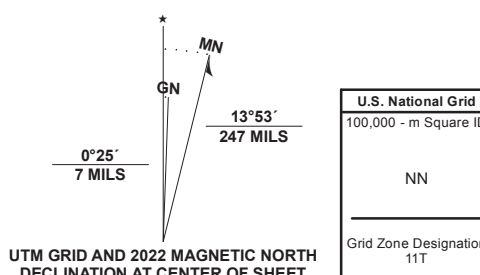 ★
MN
GN
13°53´
247 MILS
0°25´
7 MILS
UTM GRID AND 2022 MAGNETIC NORTH
DECLINATION AT CENTER OF SHEET
U.S. National Grid
100,000 - m Square ID
NN
Grid Zone Designation
11T